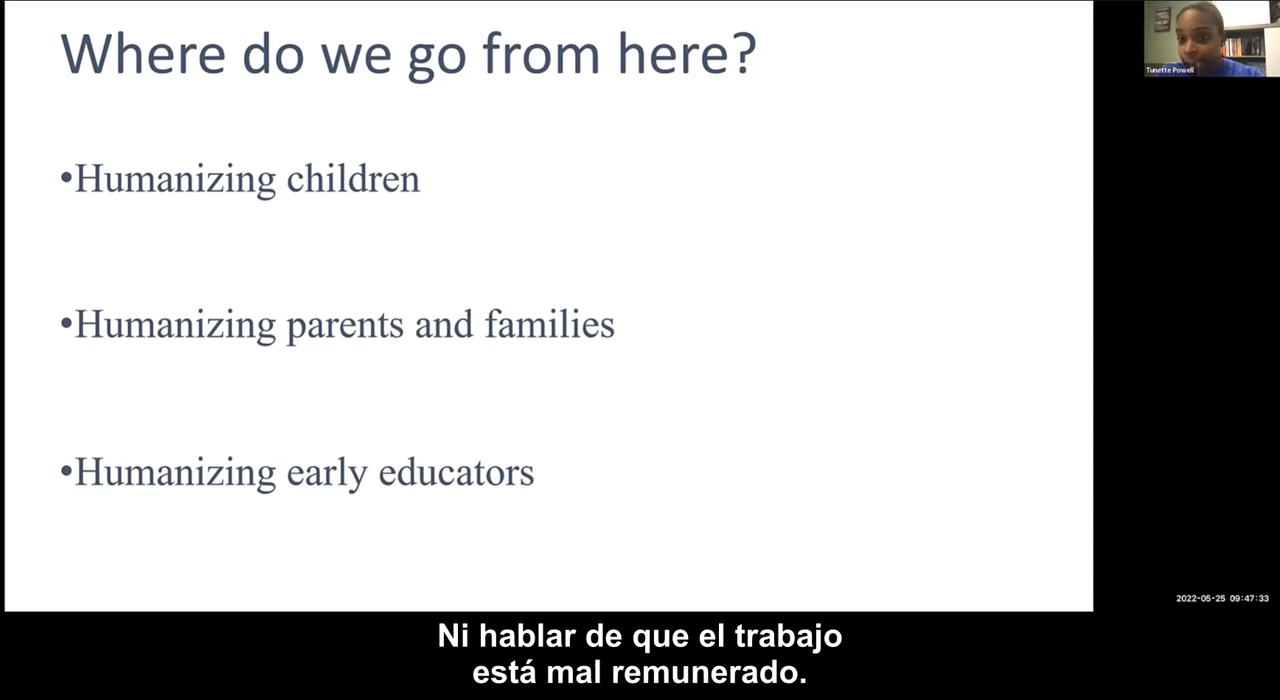 Where do we go from here?
Tunette Powell
•Humanizing children
•Humanizing parents and families
•Humanizing early educators
2022-05-25 09:47:33
Ni hablar de que el trabajo
está mal remunerado.